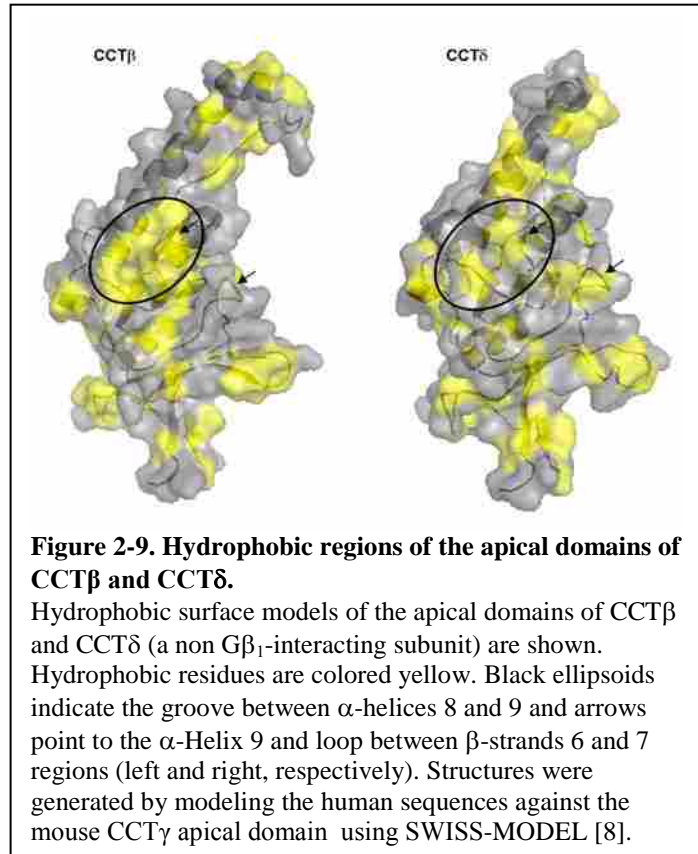 CCTβ
CCTδ
Figure 2-9. Hydrophobic regions of the apical domains of
CCTβ and CCTδ.
Hydrophobic surface models of the apical domains of CCTβ
and CCTδ (a non Gβ₁-interacting subunit) are shown.
Hydrophobic residues are colored yellow. Black ellipsoids
indicate the groove between α-helices 8 and 9 and arrows
point to the α-Helix 9 and loop between β-strands 6 and 7
regions (left and right, respectively). Structures were
generated by modeling the human sequences against the
mouse CCTγ apical domain using SWISS-MODEL [8].